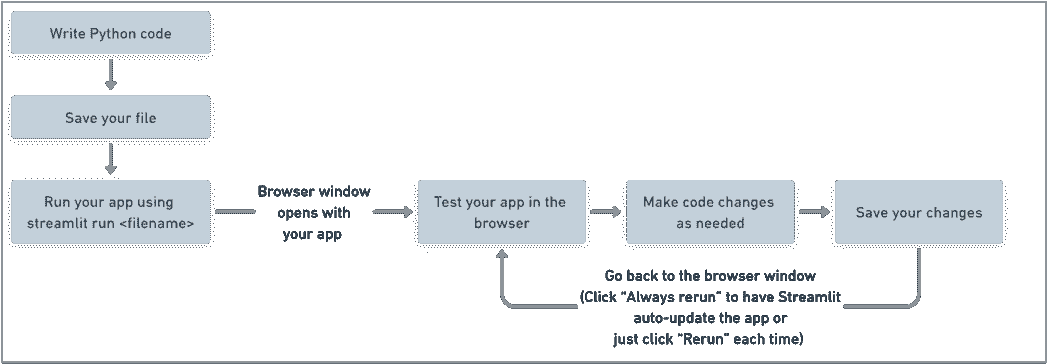 Write Python code
Save your file
Run your app using
streamlit run <filename>
Browser window
opens with
your app
Test your app in the
browser
Make code changes
as needed
Save your changes
Go back to the browser window
(Click “Always rerun” to have Streamlit
auto-update the app or
just click “Rerun” each time)